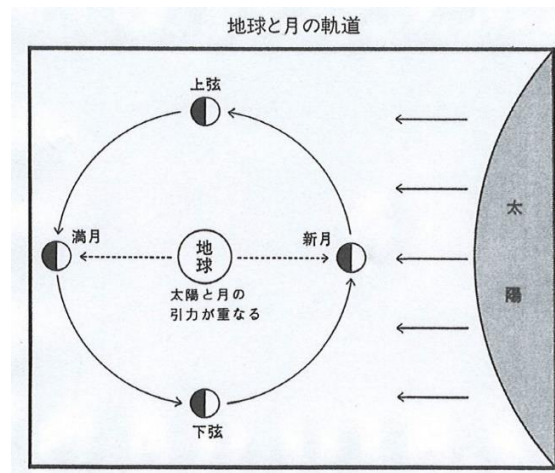 地球と月の軌道
上弦
満月
地
球
新月
太陽と月の
引力が重なる
下弦
太
陽